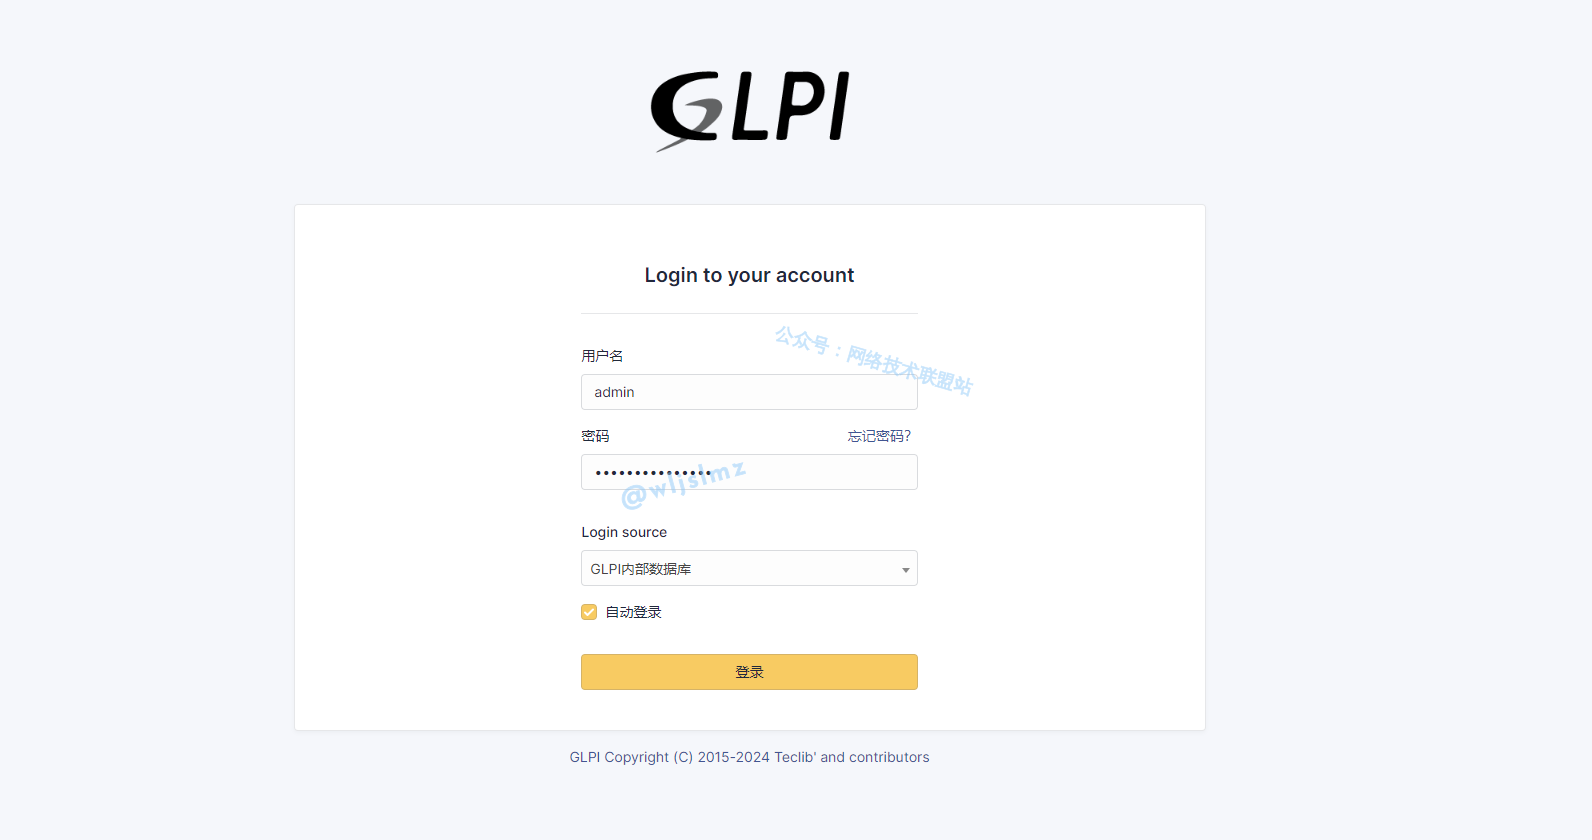 GLPI
Login to your account
公众号：网络技术联盟站
用户名
admin
密码 忘记密码?
•••••••••••••••
@wljslmz
Login source
GLPI内部数据库
自动登录
登录
GLPI Copyright (C) 2015-2024 Teclib' and contributors